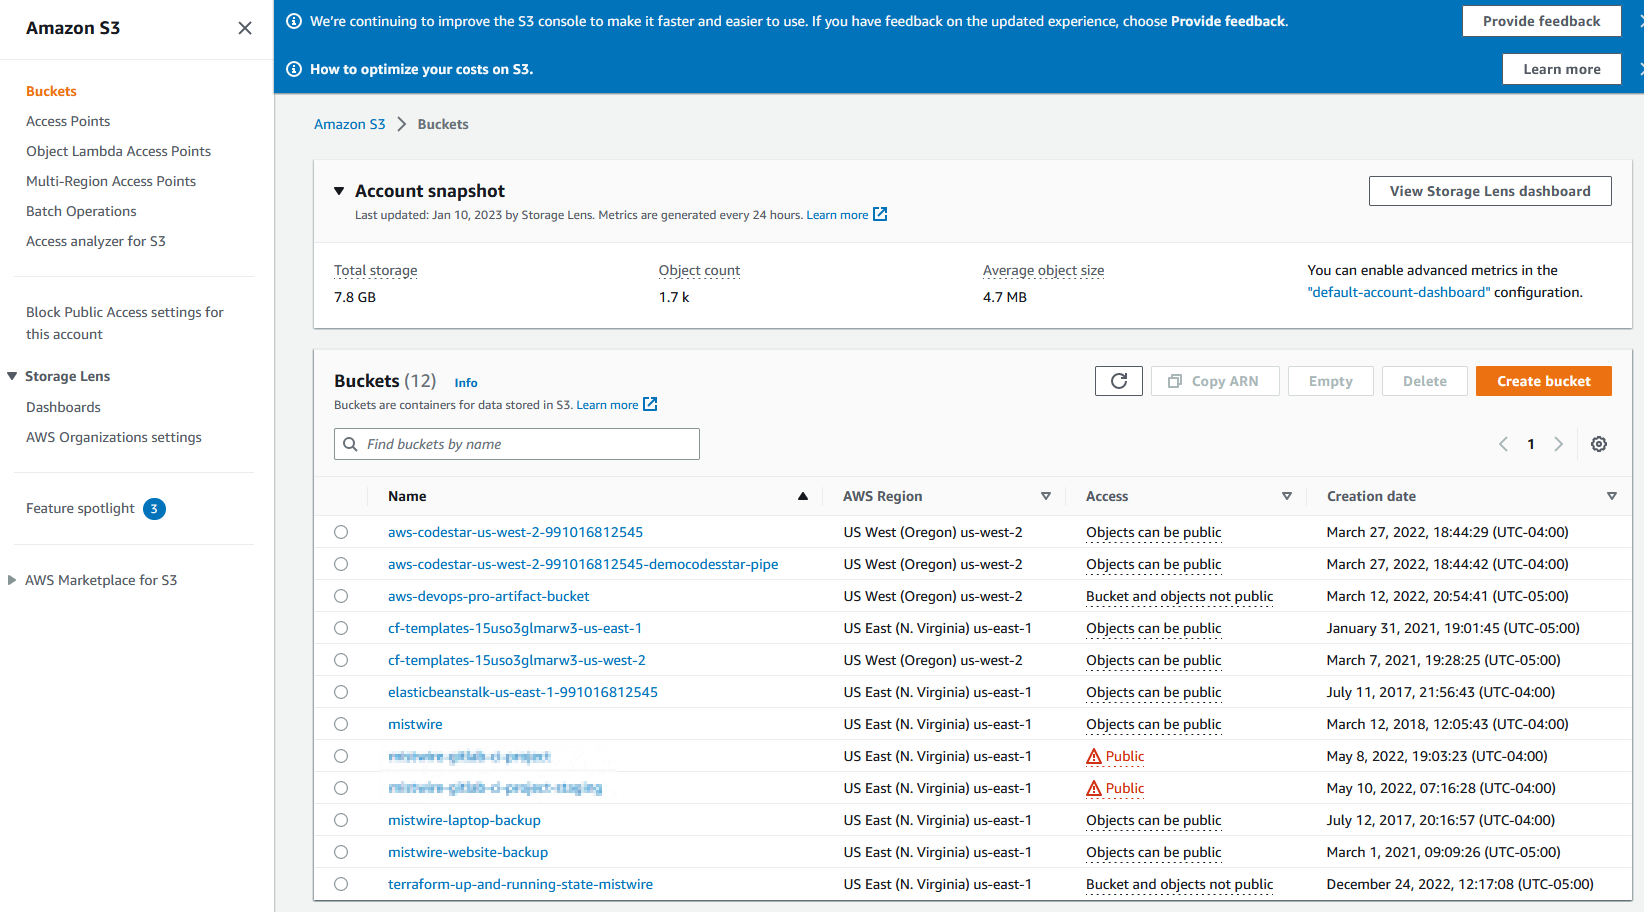 Amazon S3
Buckets
Access Points
Object Lambda Access Points
Multi-Region Access Points
Batch Operations
Access analyzer for S3
Block Public Access settings for
this account
Storage Lens
Dashboards
AWS Organizations settings
Feature spotlight 3
AWS Marketplace for S3
We're continuing to improve the S3 console to make it faster and easier to use. If you have feedback on the updated experience, choose Provide feedback. Provide feedback
How to optimize your costs on S3. Learn more
Amazon S3 Buckets
Account snapshot View Storage Lens dashboard
Last updated: Jan 10, 2023 by Storage Lens. Metrics are generated every 24 hours. Learn more
Total storage Object count Average object size You can enable advanced metrics in the
7.8 GB 1.7 k 4.7 MB "default-account-dashboard" configuration.
Buckets (12) Info Copy ARN Empty Delete Create bucket
Buckets are containers for data stored in S3. Learn more
Find buckets by name 1
Name AWS Region Access Creation date
aws-codestar-us-west-2-991016812545 US West (Oregon) us-west-2 Objects can be public March 27, 2022, 18:44:29 (UTC-04:00)
aws-codestar-us-west-2-991016812545-democodesstar-pipe US West (Oregon) us-west-2 Objects can be public March 27, 2022, 18:44:42 (UTC-04:00)
aws-devops-pro-artifact-bucket US West (Oregon) us-west-2 Bucket and objects not public March 12, 2022, 20:54:41 (UTC-05:00)
cf-templates-15uso3glmarw3-us-east-1 US East (N. Virginia) us-east-1 Objects can be public January 31, 2021, 19:01:45 (UTC-05:00)
cf-templates-15uso3glmarw3-us-west-2 US West (Oregon) us-west-2 Objects can be public March 7, 2021, 19:28:25 (UTC-05:00)
elasticbeanstalk-us-east-1-991016812545 US East (N. Virginia) us-east-1 Objects can be public July 11, 2017, 21:56:43 (UTC-04:00)
mistwire US East (N. Virginia) us-east-1 Objects can be public March 12, 2018, 12:05:43 (UTC-04:00)
US East (N. Virginia) us-east-1 Public May 8, 2022, 19:03:23 (UTC-04:00)
US East (N. Virginia) us-east-1 Public May 10, 2022, 07:16:28 (UTC-04:00)
mistwire-laptop-backup US East (N. Virginia) us-east-1 Objects can be public July 12, 2017, 20:16:57 (UTC-04:00)
mistwire-website-backup US East (N. Virginia) us-east-1 Objects can be public March 1, 2021, 09:09:26 (UTC-05:00)
terraform-up-and-running-state-mistwire US East (N. Virginia) us-east-1 Bucket and objects not public December 24, 2022, 12:17:08 (UTC-05:00)